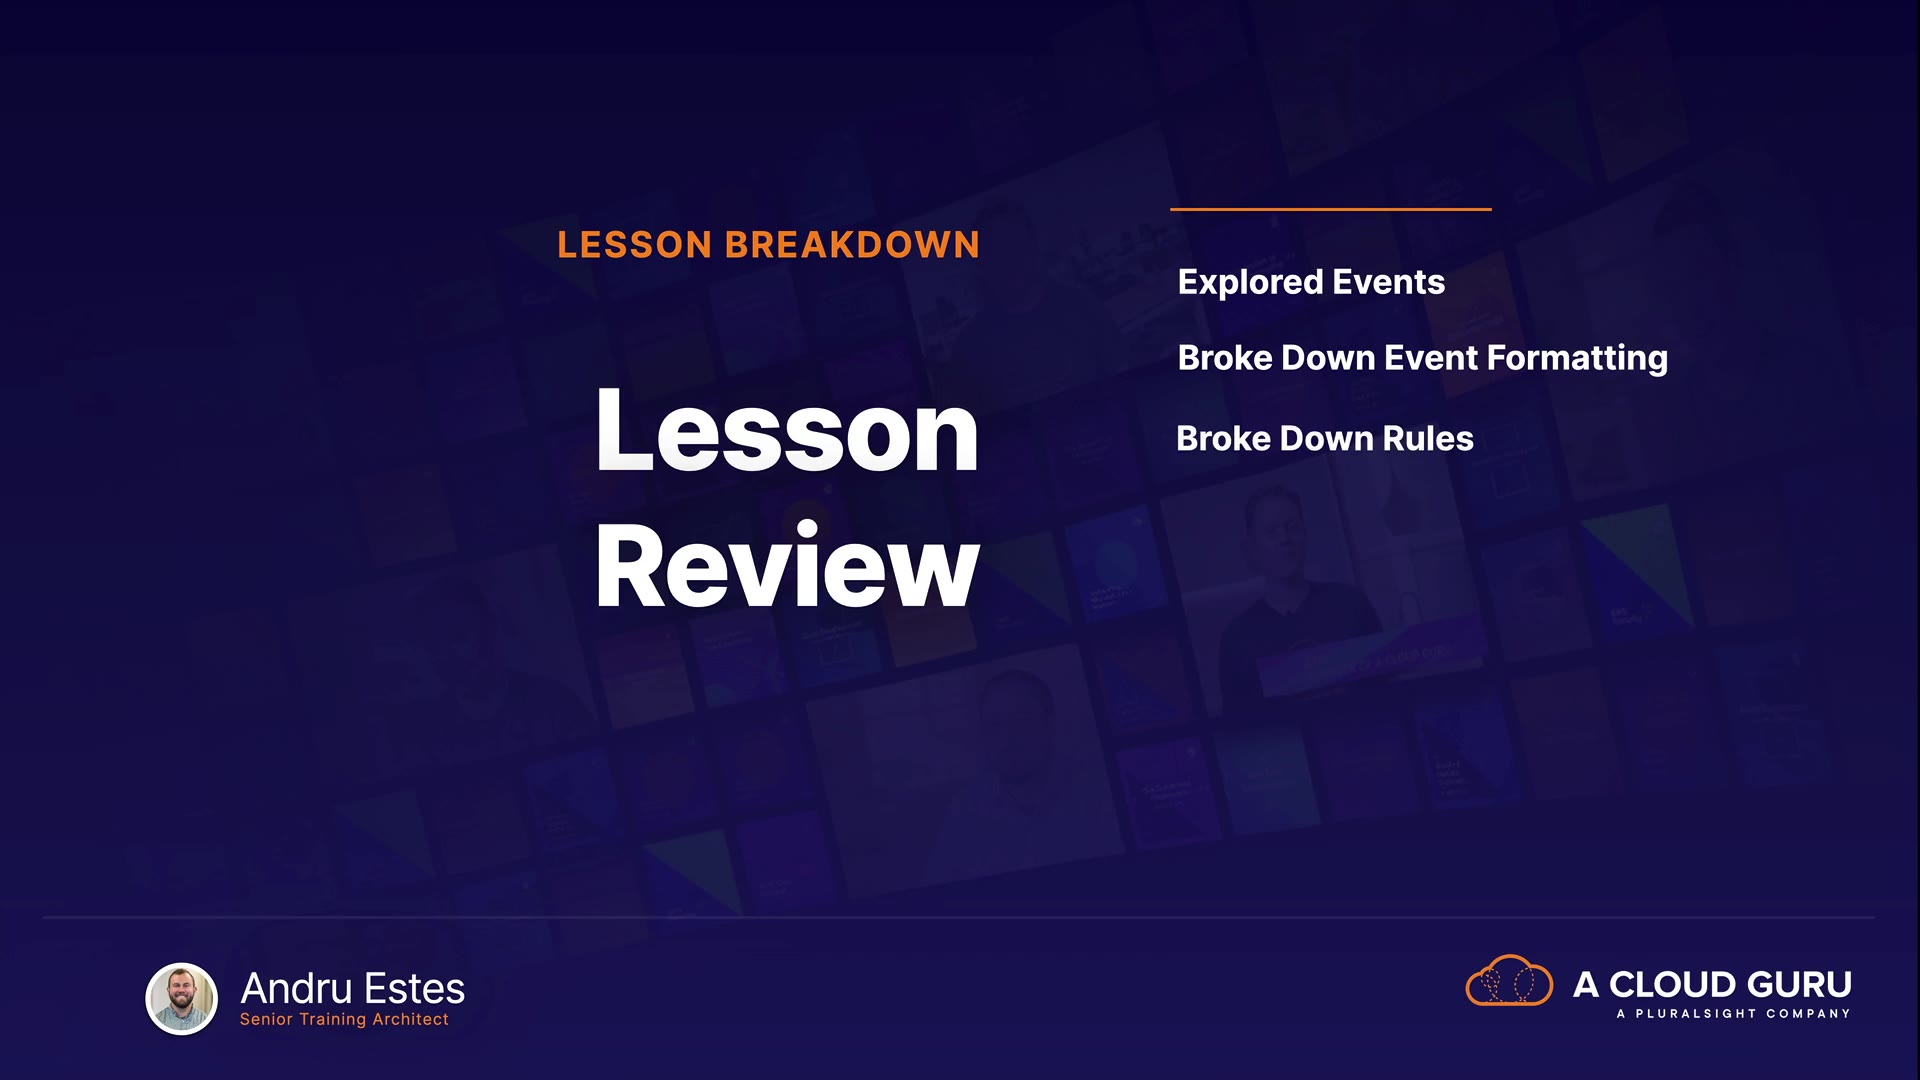 LESSON BREAKDOWN
Lesson
Review
Explored Events
Broke Down Event Formatting
Broke Down Rules
Andru Estes
Senior Training Architect
A CLOUD GURU
A PLURALSIGHT COMPANY